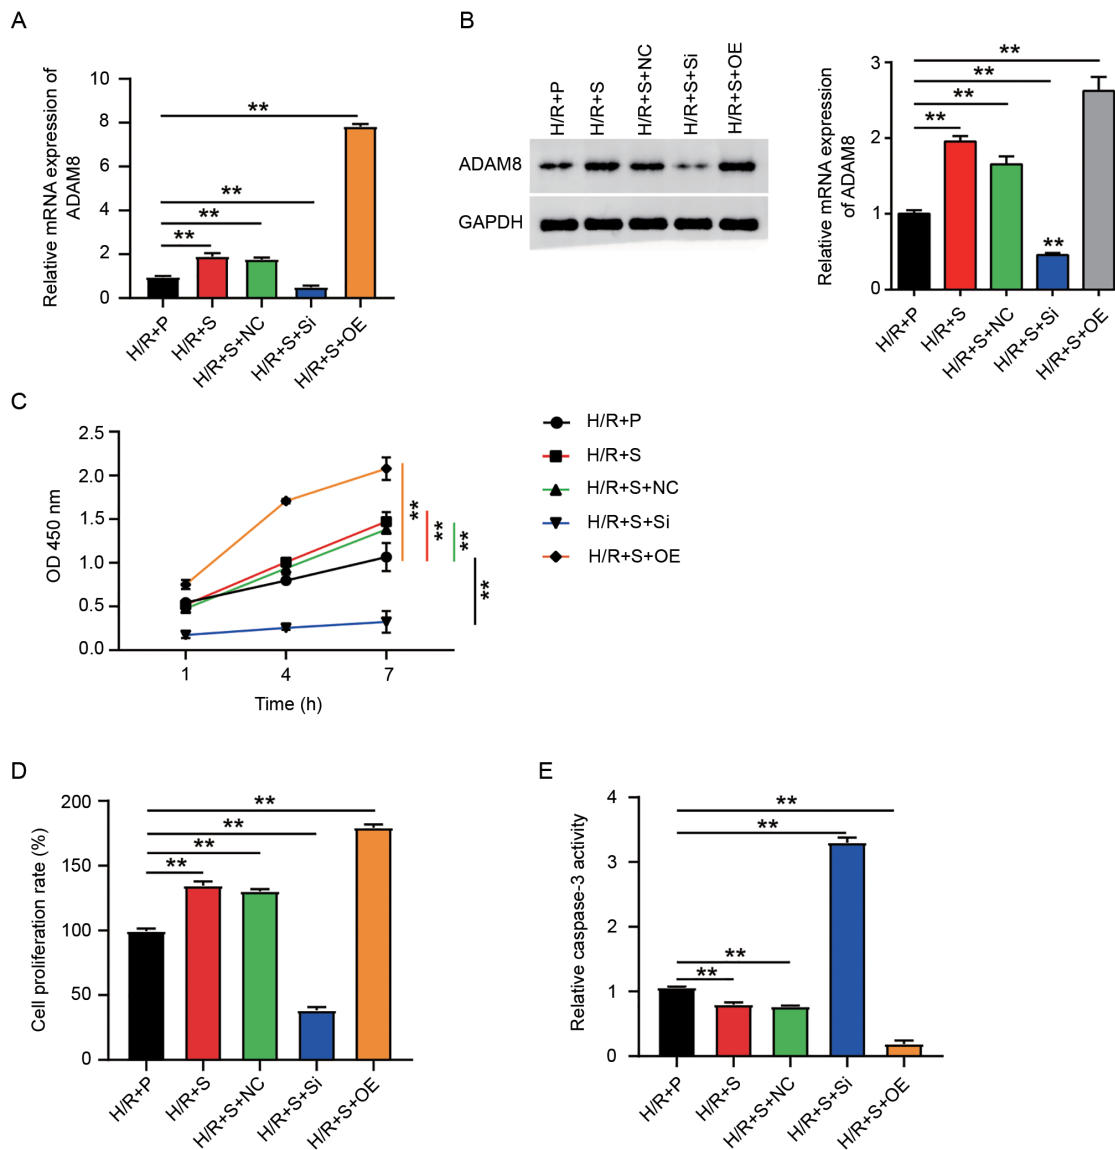 A
Relative mRNA expression of
ADAM8
10
8
6
4
2
0
**
**
**
**
H/R+P
H/R+S
H/R+S+NC
H/R+S+Si
H/R+S+OE
B
H/R+P
H/R+S
H/R+S+NC
H/R+S+Si
H/R+S+OE
ADAM8
GAPDH
Relative mRNA expression
of ADAM8
3
2
1
0
**
**
**
**
**
H/R+P
H/R+S
H/R+S+NC
H/R+S+Si
H/R+S+OE
C
OD 450 nm
2.5
2.0
1.5
1.0
0.5
0.0
1
4
7
Time (h)
**
**
**
**
H/R+P
H/R+S
H/R+S+NC
H/R+S+Si
H/R+S+OE
D
Cell proliferation rate (%)
200
150
100
50
0
**
**
**
**
H/R+P
H/R+S
H/R+S+NC
H/R+S+Si
H/R+S+OE
E
Relative caspase-3 activity
4
3
2
1
0
**
**
**
**
H/R+P
H/R+S
H/R+S+NC
H/R+S+Si
H/R+S+OE